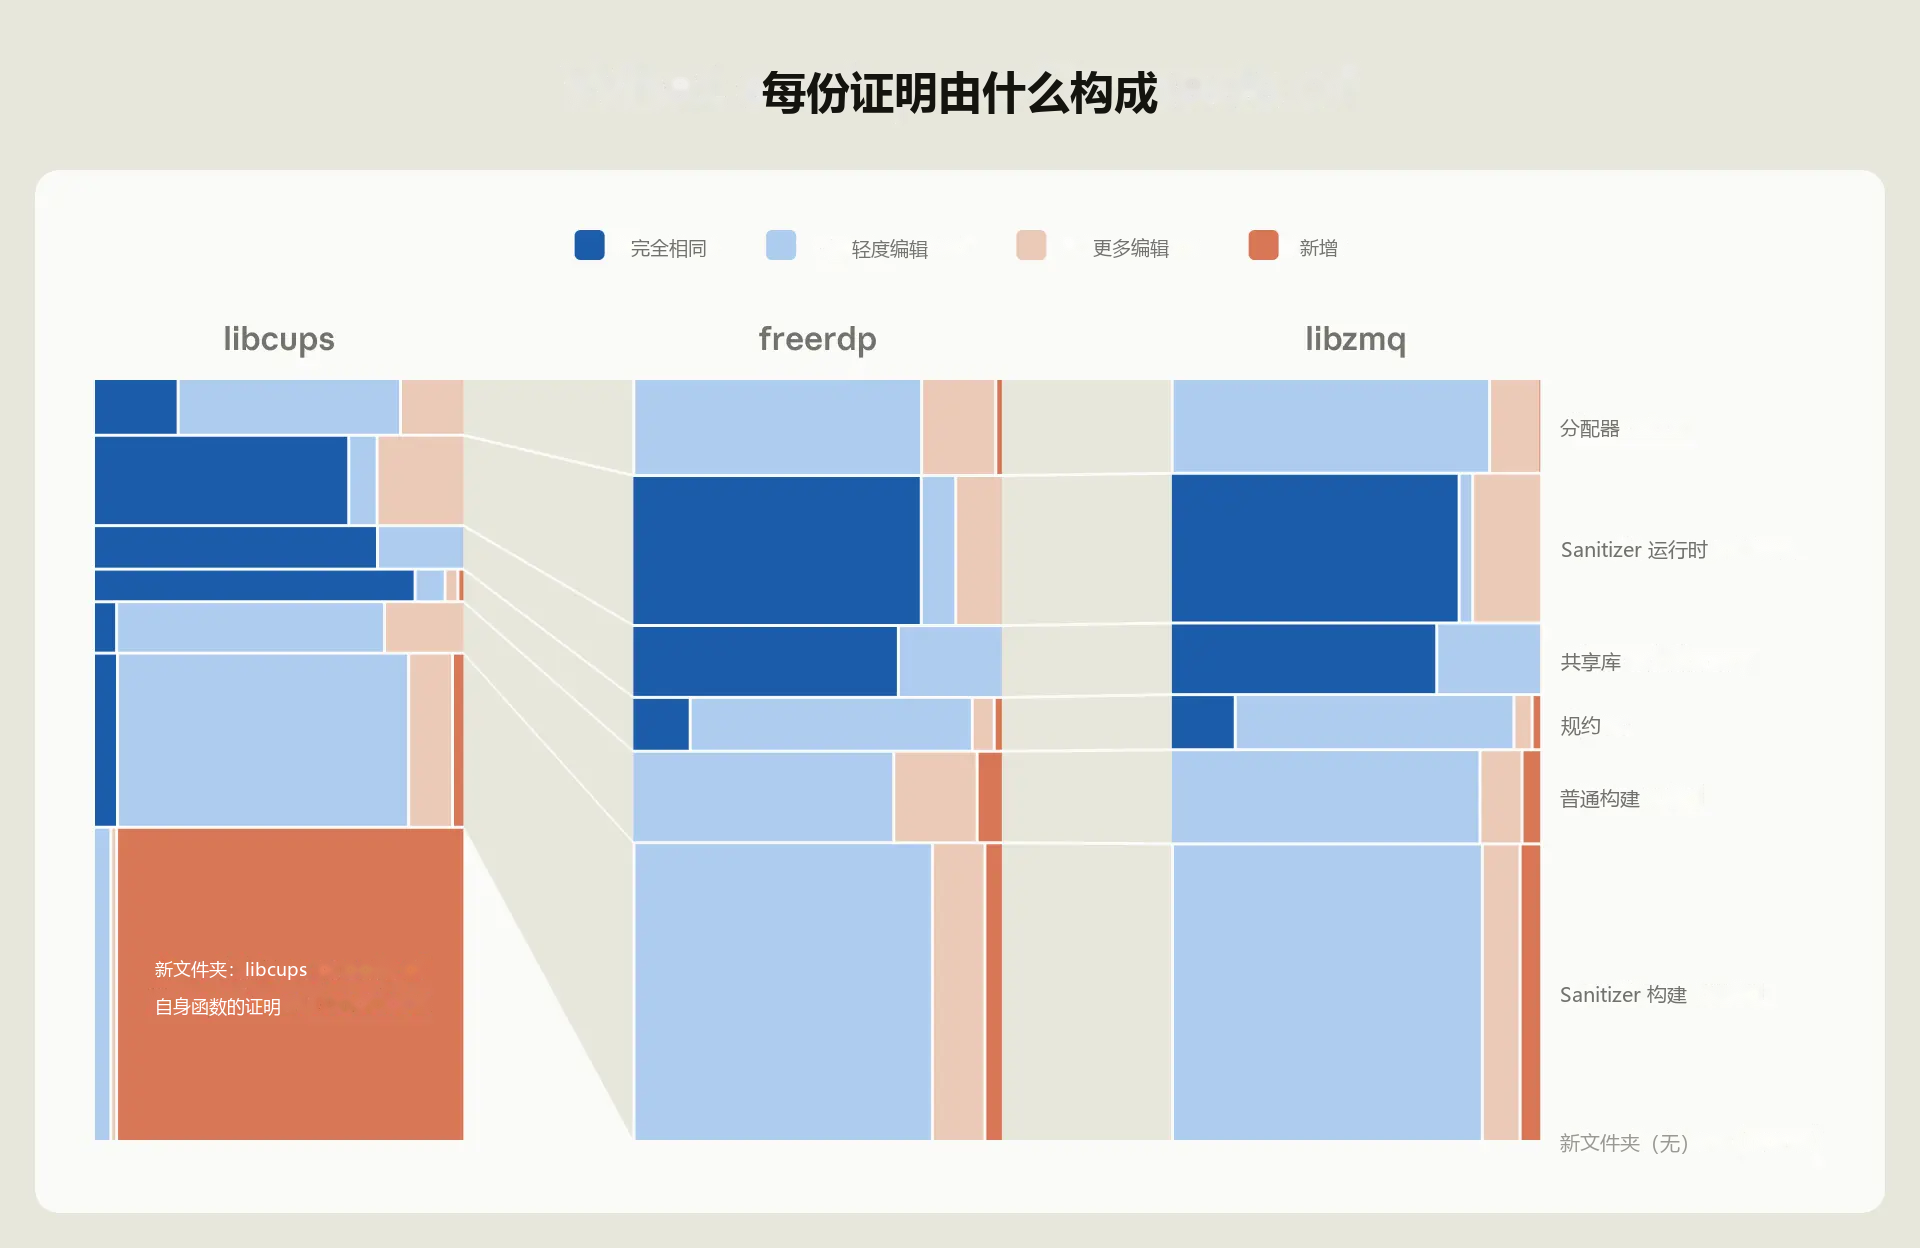 每份证明由什么构成
完全相同
轻度编辑
更多编辑
新增
libcups
freerdp
libzmq
分配器
Sanitizer 运行时
共享库
规约
普通构建
Sanitizer 构建
新文件夹（无）
新文件夹：libcups
自身函数的证明